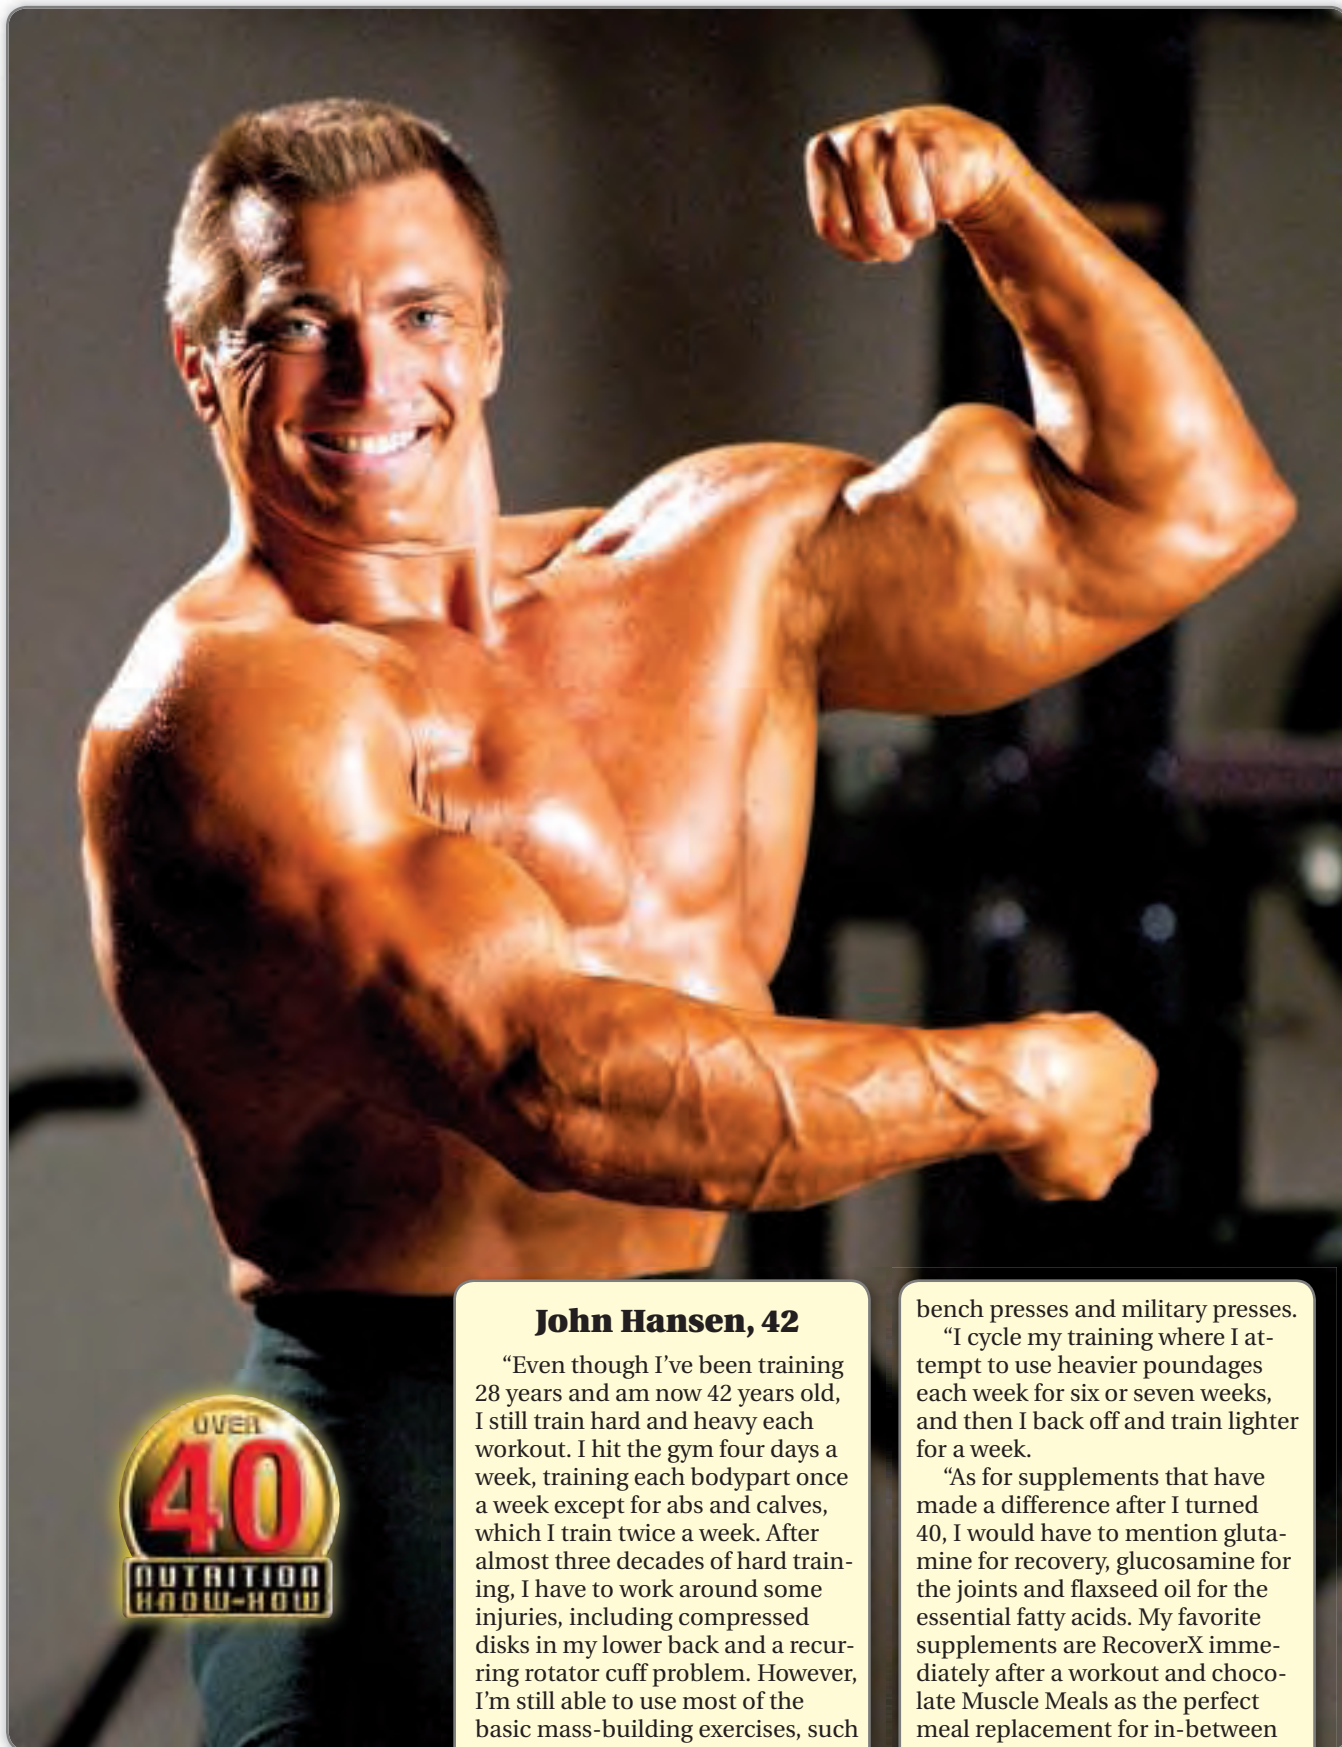 John Hansen, 42
“Even though I’ve been training
28 years and am now 42 years old,
I still train hard and heavy each
workout. I hit the gym four days a
week, training each bodypart once
a week except for abs and calves,
which I train twice a week. After
almost three decades of hard train-
ing, I have to work around some
injuries, including compressed
disks in my lower back and a recur-
ring rotator cuff problem. However,
I’m still able to use most of the
basic mass-building exercises, such
bench presses and military presses.
“I cycle my training where I at-
tempt to use heavier poundages
each week for six or seven weeks,
and then I back off and train lighter
for a week.
“As for supplements that have
made a difference after I turned
40, I would have to mention gluta-
mine for recovery, glucosamine for
the joints and flaxseed oil for the
essential fatty acids. My favorite
supplements are RecoverX imme-
diately after a workout and choco-
late Muscle Meals as the perfect
meal replacement for in-between
OVER
40
NUTRITION
KNOW-HOW